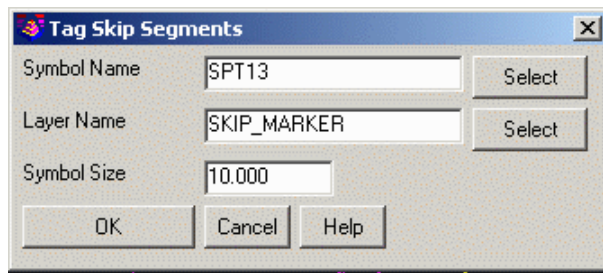 Tag Skip Segments
Symbol Name SPT13 Select
Layer Name SKIP_MARKER Select
Symbol Size 10.000
OK Cancel Help